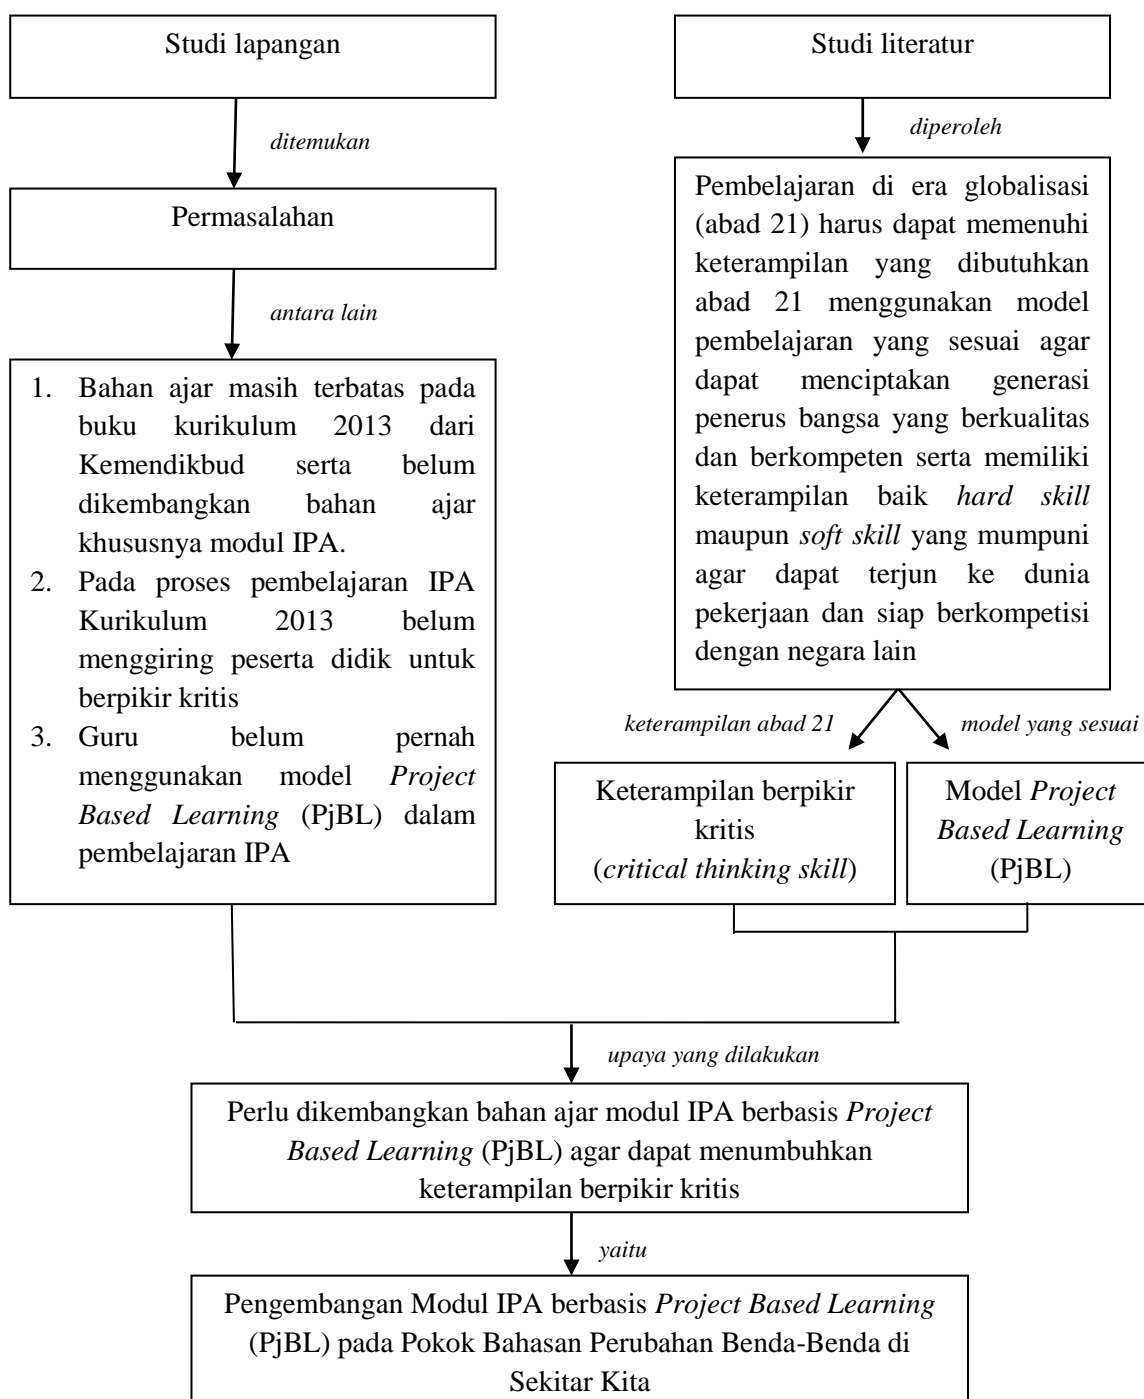 Studi lapangan
ditemukan
Permasalahan
antara lain
1. Bahan ajar masih terbatas pada
buku kurikulum 2013 dari
Kemendikbud serta belum
dikembangkan bahan ajar
khususnya modul IPA.
2. Pada proses pembelajaran IPA
Kurikulum 2013 belum
menggiring peserta didik untuk
berpikir kritis
3. Guru belum pernah
menggunakan model Project
Based Learning (PjBL) dalam
pembelajaran IPA
Studi literatur
diperoleh
Pembelajaran di era globalisasi
(abad 21) harus dapat memenuhi
keterampilan yang dibutuhkan
abad 21 menggunakan model
pembelajaran yang sesuai agar
dapat menciptakan generasi
penerus bangsa yang berkualitas
dan berkompeten serta memiliki
keterampilan baik hard skill
maupun soft skill yang mumpuni
agar dapat terjun ke dunia
pekerjaan dan siap berkompetisi
dengan negara lain
keterampilan abad 21
model yang sesuai
Keterampilan berpikir
kritis
(critical thinking skill)
Model Project
Based Learning
(PjBL)
upaya yang dilakukan
Perlu dikembangkan bahan ajar modul IPA berbasis Project
Based Learning (PjBL) agar dapat menumbuhkan
keterampilan berpikir kritis
yaitu
Pengembangan Modul IPA berbasis Project Based Learning
(PjBL) pada Pokok Bahasan Perubahan Benda-Benda di
Sekitar Kita